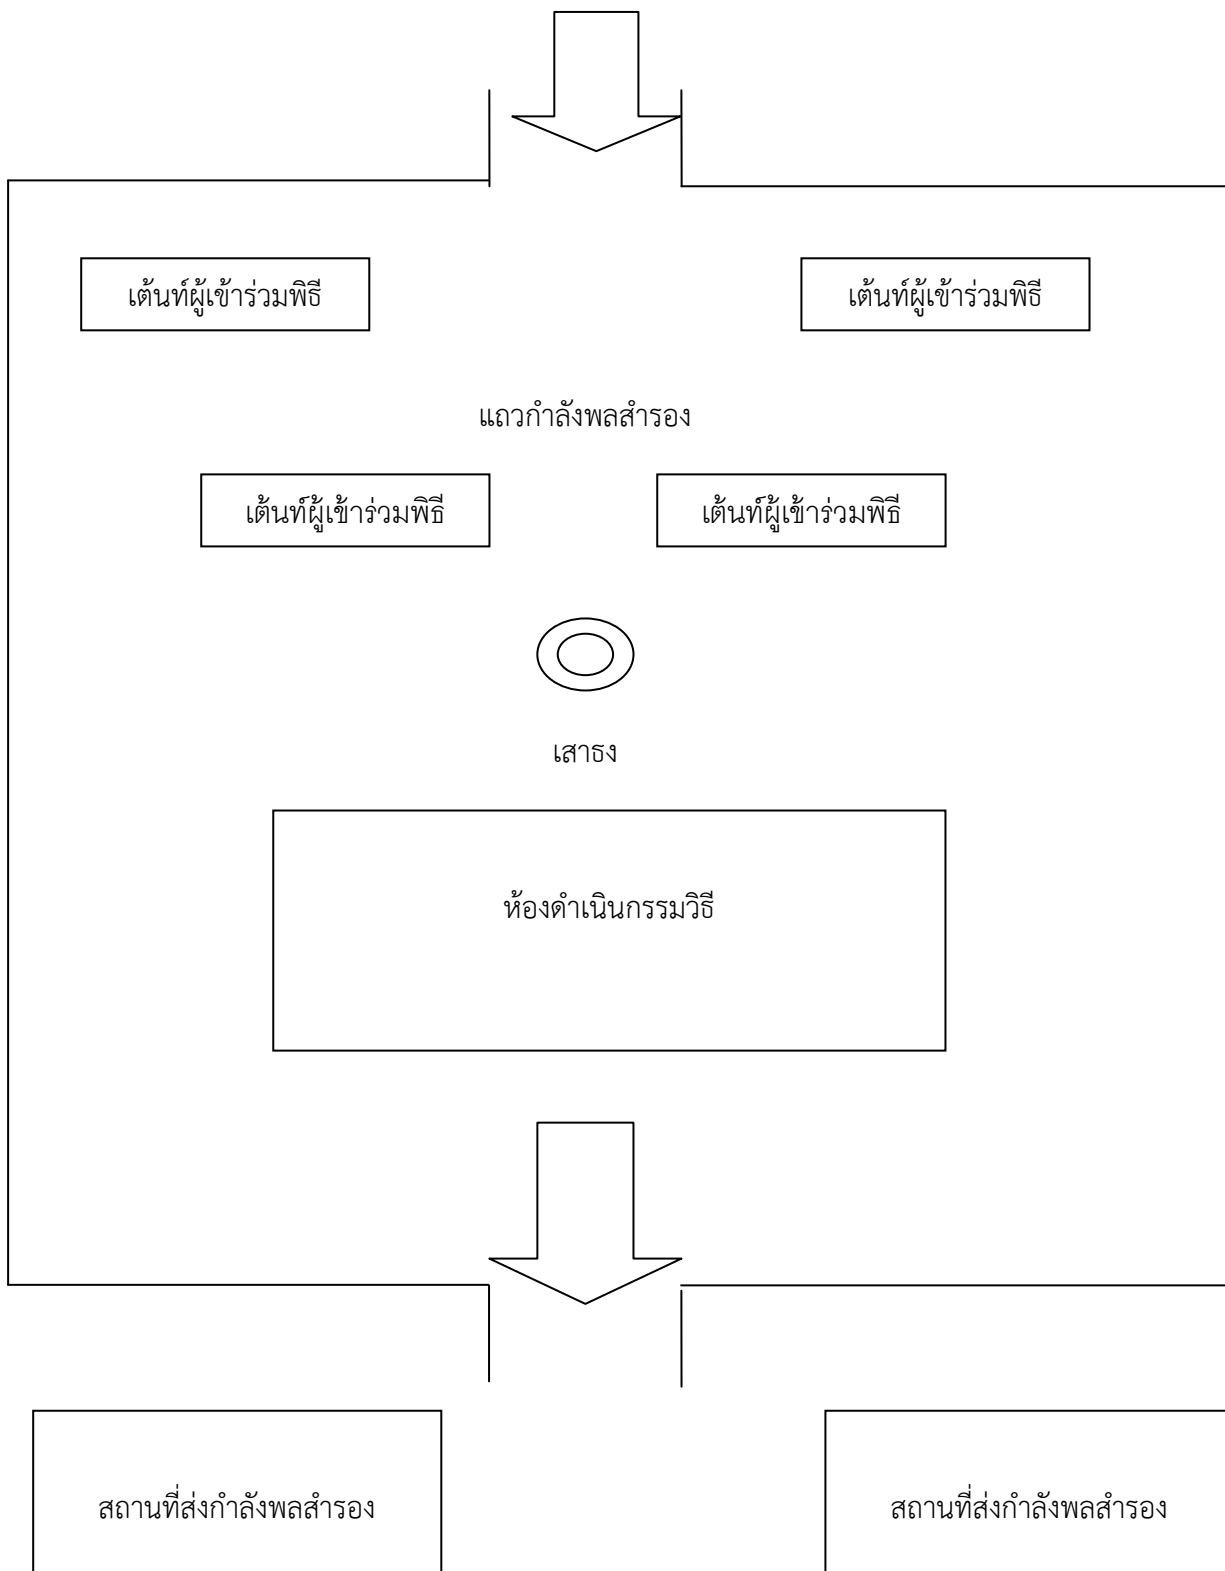 เต้นท์ผู้เข้าร่วมพิธี
เต้นท์ผู้เข้าร่วมพิธี
แถวกำลังพลสำรอง
เต้นท์ผู้เข้าร่วมพิธี
เต้นท์ผู้เข้าร่วมพิธี
เสาธง
ห้องดำเนินกรรมวิธี
สถานที่ส่งกำลังพลสำรอง
สถานที่ส่งกำลังพลสำรอง